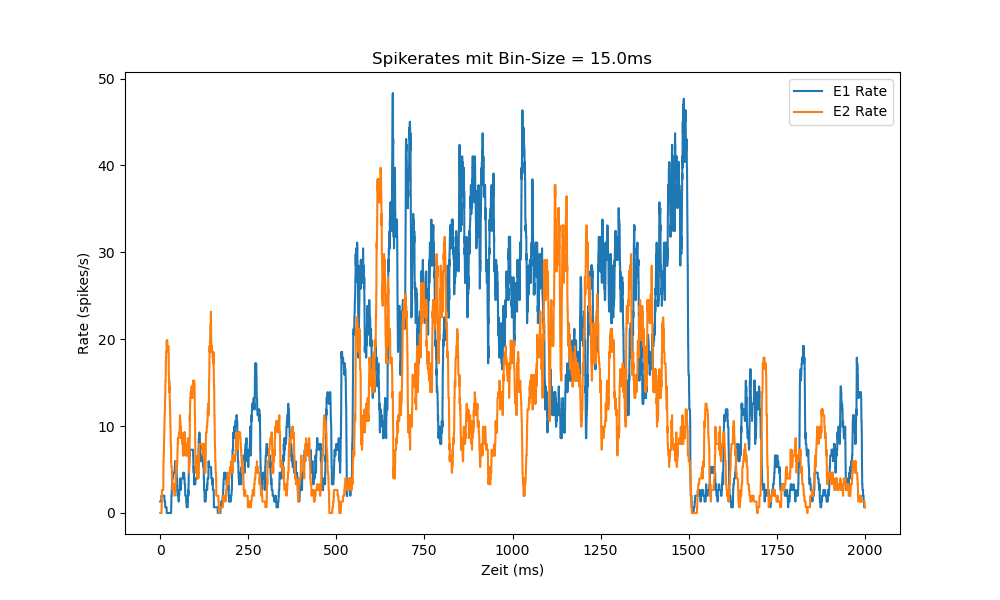 Spikerates mit Bin-Size = 15.0ms
E1 Rate
E2 Rate
50
40
30
20
10
0
Rate (spikes/s)
0 250 500 750 1000 1250 1500 1750 2000
Zeit (ms)